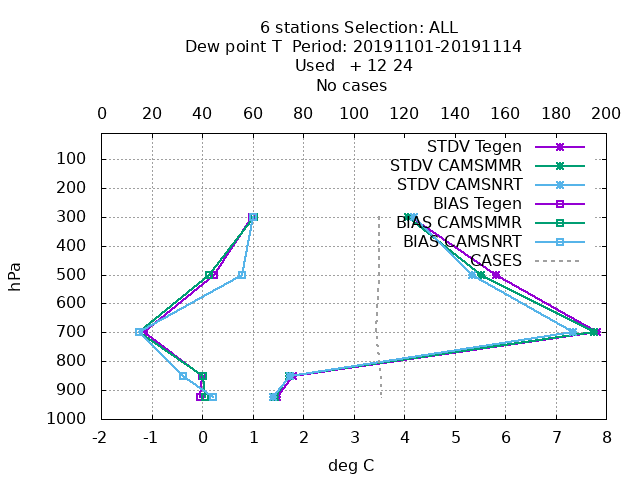 6 stations Selection: ALL
Dew point T  Period: 20191101-20191114
Used   + 12 24
No cases
0 20 40 60 80 100 120 140 160 180 200
STDV Tegen
STDV CAMSMMR
STDV CAMSNRT
BIAS Tegen
BIAS CAMSMMR
BIAS CAMSNRT
CASES
100
200
300
400
500
600
700
800
900
1000
hPa
-2 -1 0 1 2 3 4 5 6 7 8
deg C